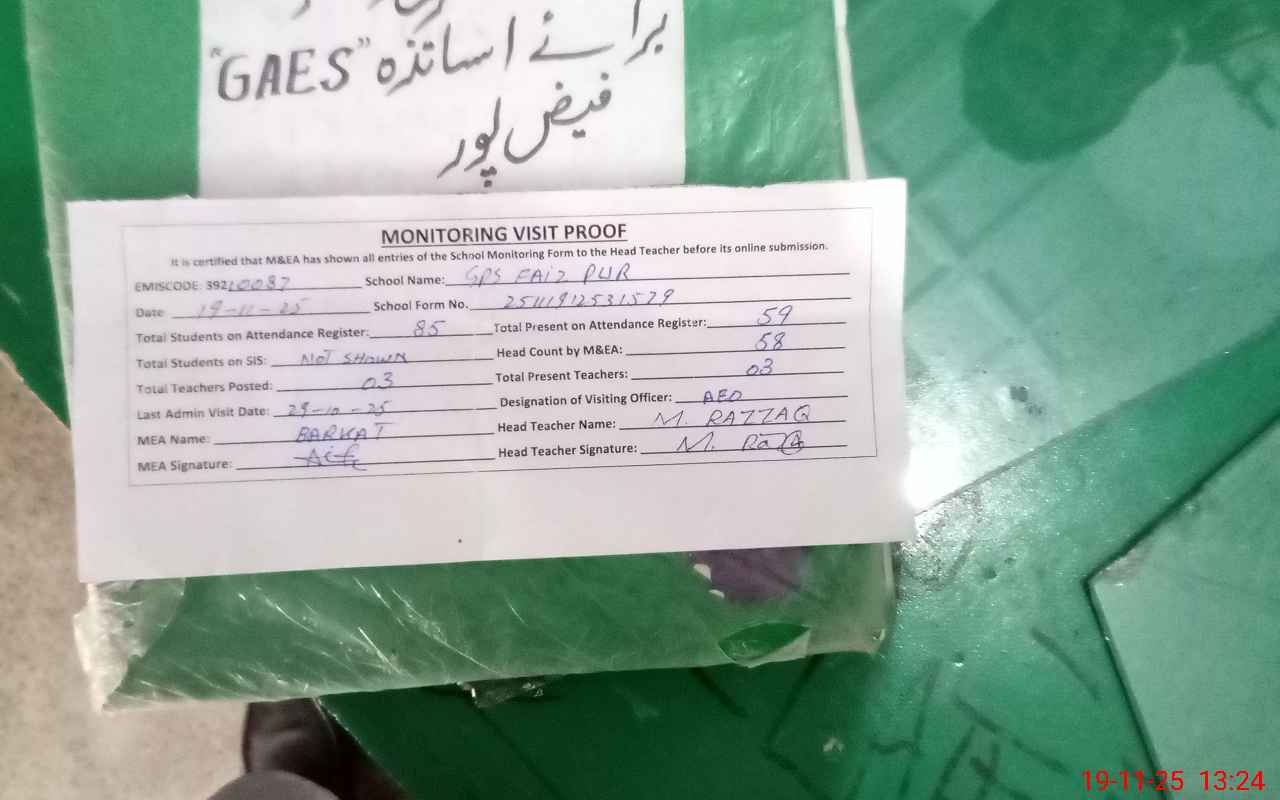 برائے اساتذہ "GAES"
فیض پور
MONITORING VISIT PROOF
It is certified that M&EA has shown all entries of the School Monitoring Form to the Head Teacher before its online submission.
EMISCODE: 39210087 School Name: GPS FAIZ PUR
Date 19-11-25 School Form No. 2511912531579
Total Students on Attendance Register: 85 Total Present on Attendance Register: 59
Total Students on SIS: NOT SHOWN Head Count by M&EA: 58
Total Teachers Posted: 03 Total Present Teachers: 03
Last Admin Visit Date: 29-10-25 Designation of Visiting Officer: AEO
MEA Name: BARKAT Head Teacher Name: M. RAZZAQ
MEA Signature: Head Teacher Signature: M.
19-11-25 13:24